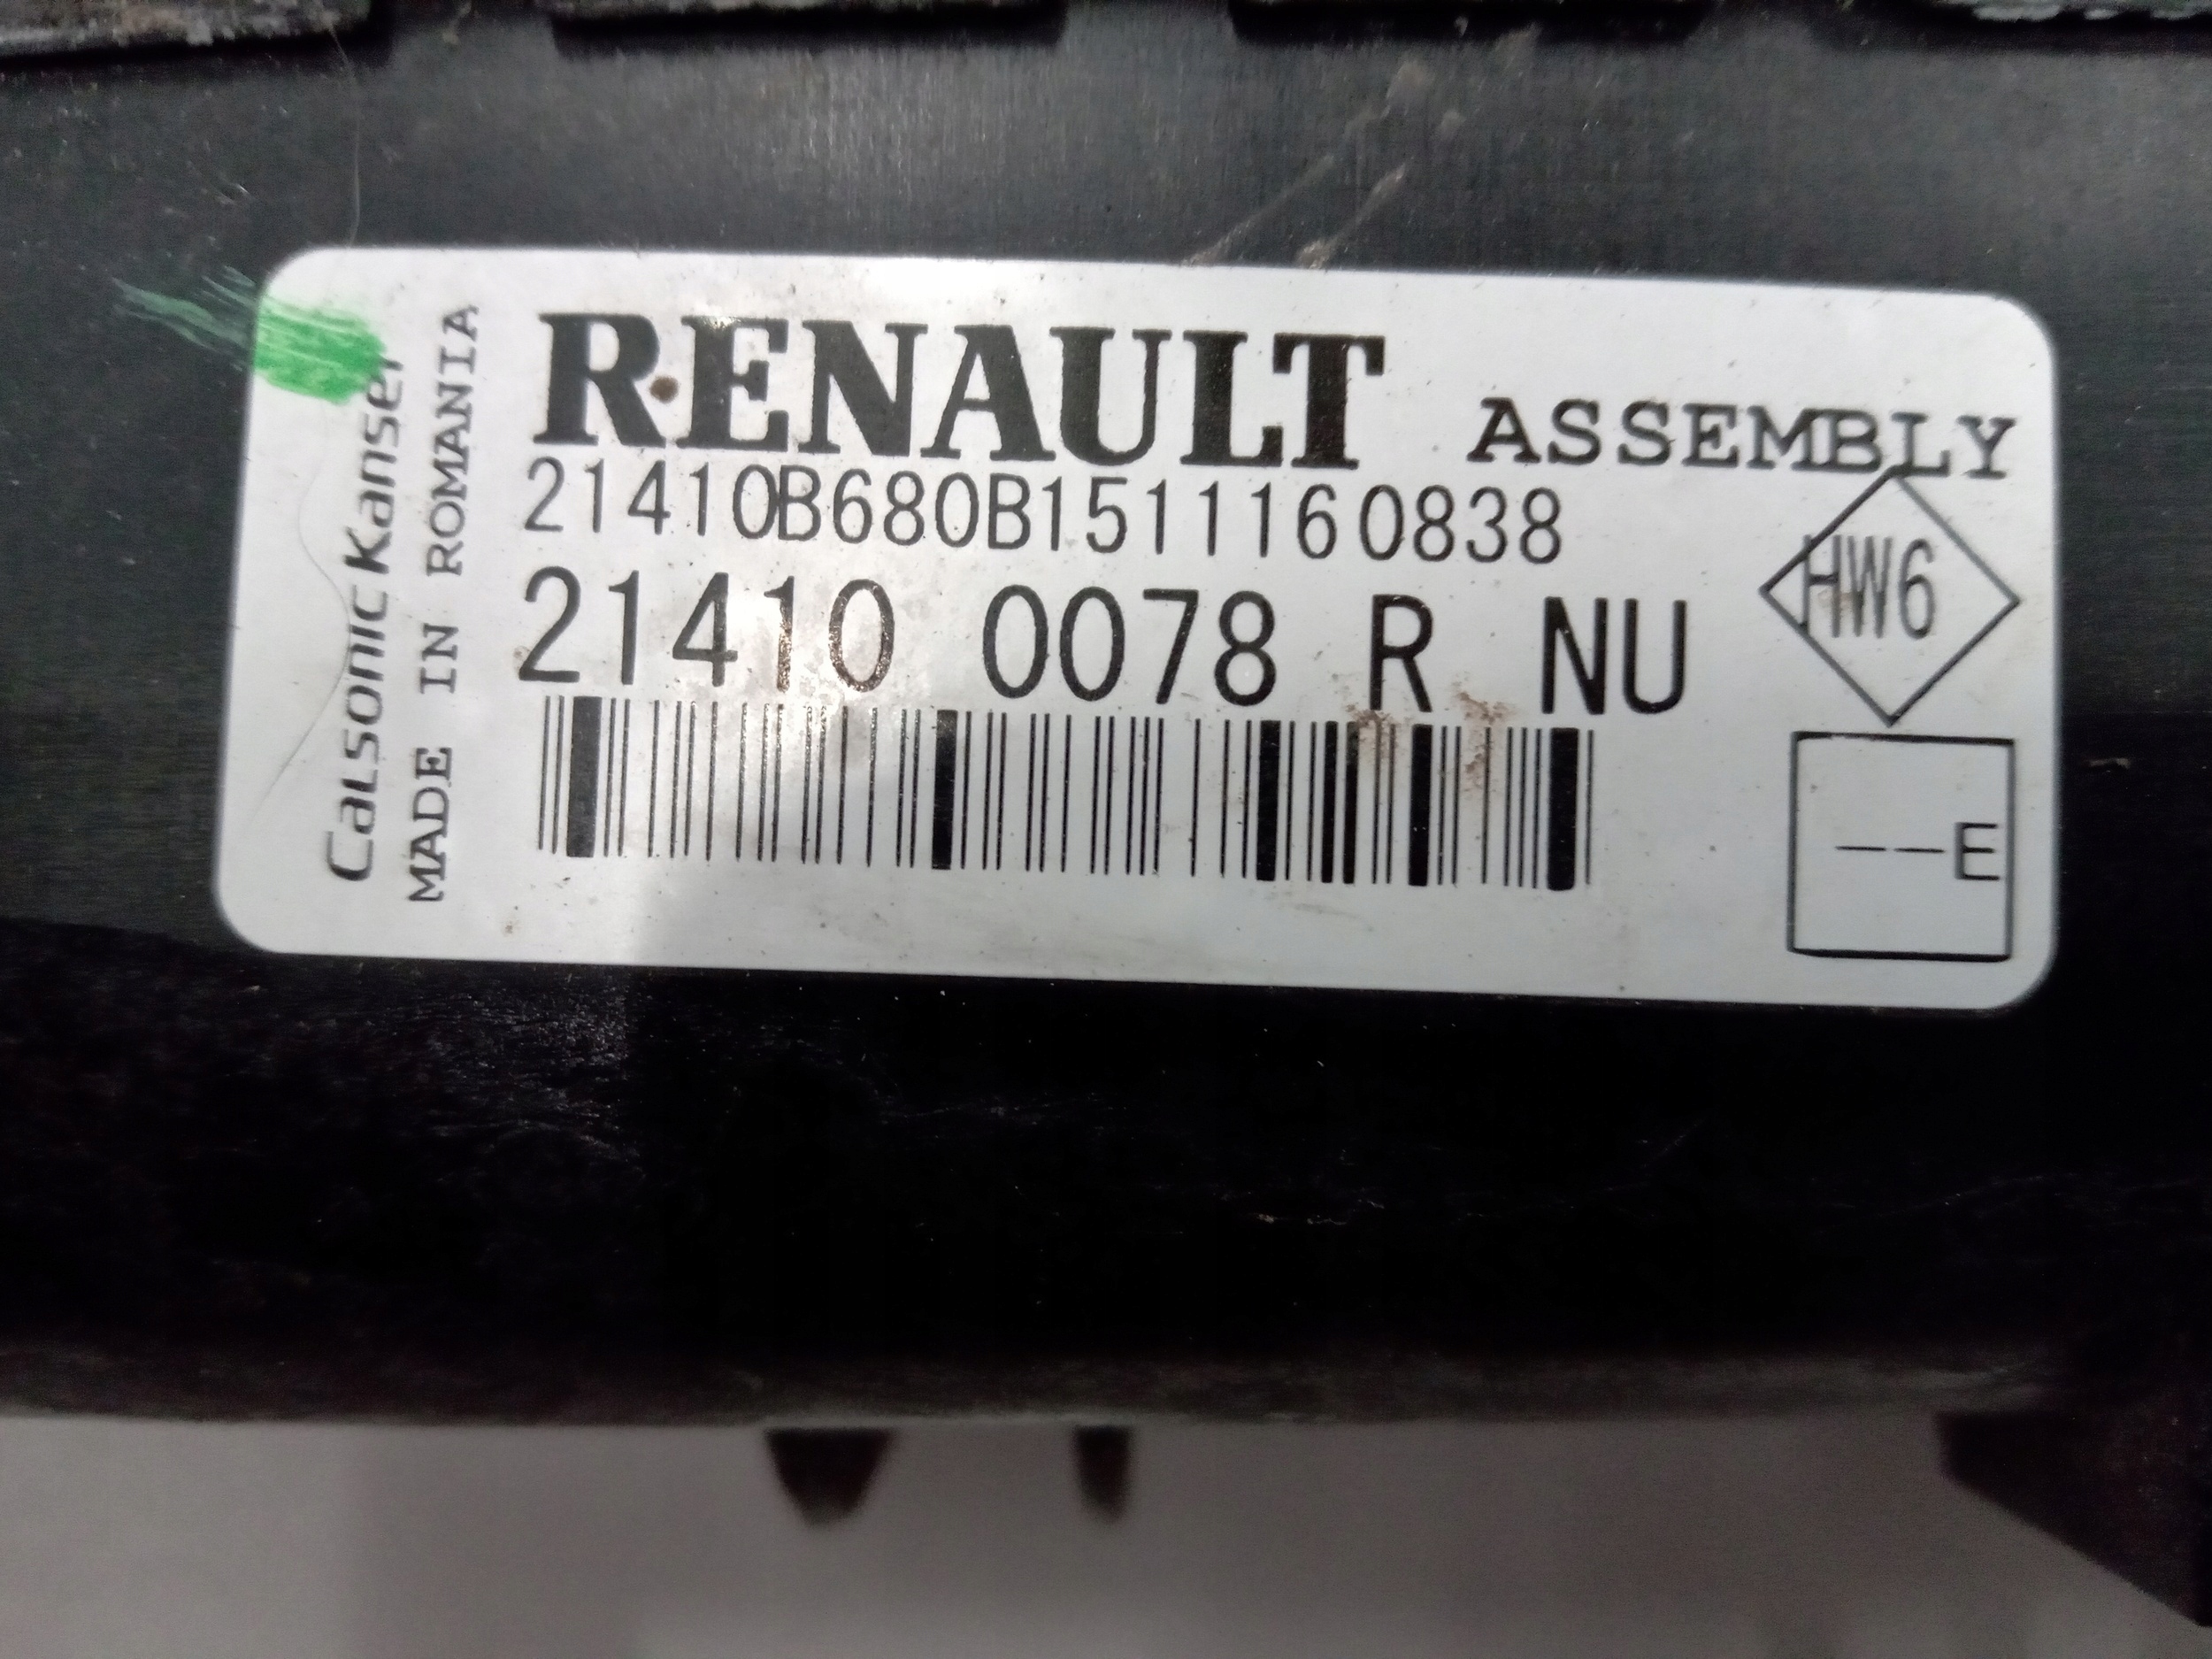 RENAULT ASSEMBLY
21410B680B1511160838
21410 0078 R NU
HW6
--E
Calsonic Kansei
MADE IN ROMANIA